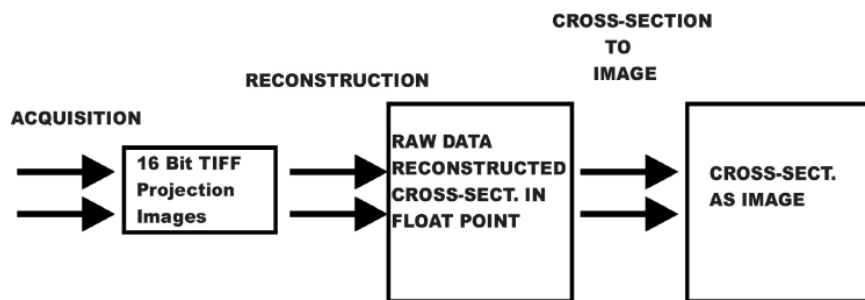 ACQUISITION
16 Bit TIFF
Projection
Images
RECONSTRUCTION
RAW DATA
RECONSTRUCTED
CROSS-SECT. IN
FLOAT POINT
CROSS-SECTION
TO
IMAGE
CROSS-SECT.
AS IMAGE